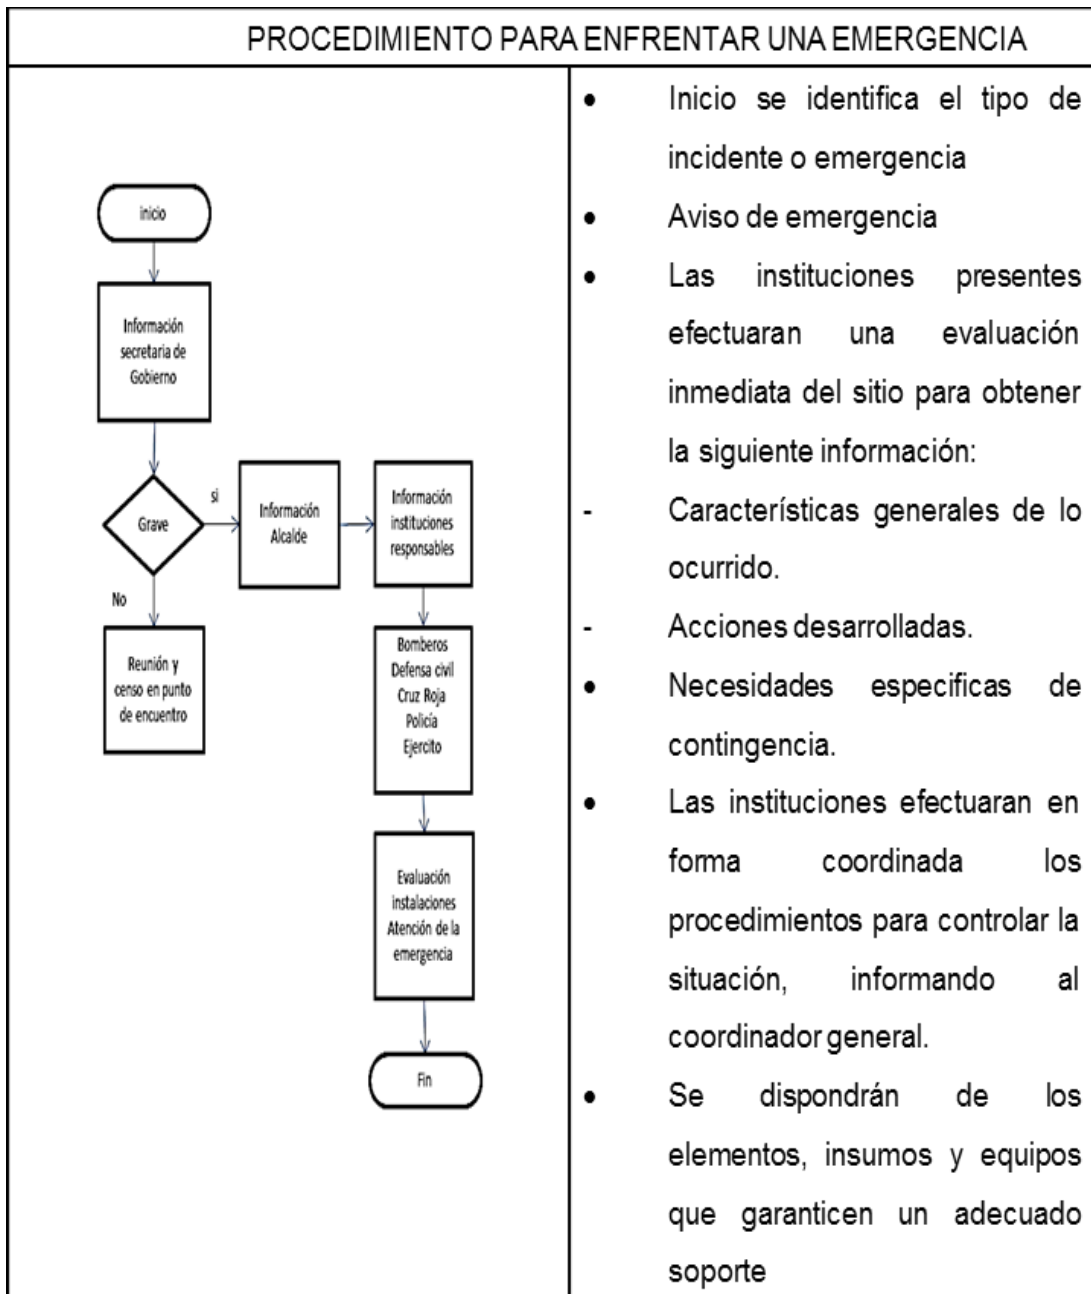 PROCEDIMIENTO PARA ENFRENTAR UNA EMERGENCIA
inicio
Información
secretaria de
Gobierno
Grave
si
No
Información
Alcalde
Información
instituciones
responsables
Reunión y
censo en punto
de encuentro
Bomberos
Defensa civil
Cruz Roja
Policía
Ejercito
Evaluación
instalaciones
Atención de la
emergencia
Fin
• Inicio se identifica el tipo de
incidente o emergencia
• Aviso de emergencia
• Las instituciones presentes
efectuaran una evaluación
inmediata del sitio para obtener
la siguiente información:
- Características generales de lo
ocurrido.
- Acciones desarrolladas.
• Necesidades especificas de
contingencia.
• Las instituciones efectuaran en
forma coordinada los
procedimientos para controlar la
situación, informando al
coordinador general.
• Se dispondrán de los
elementos, insumos y equipos
que garanticen un adecuado
soporte